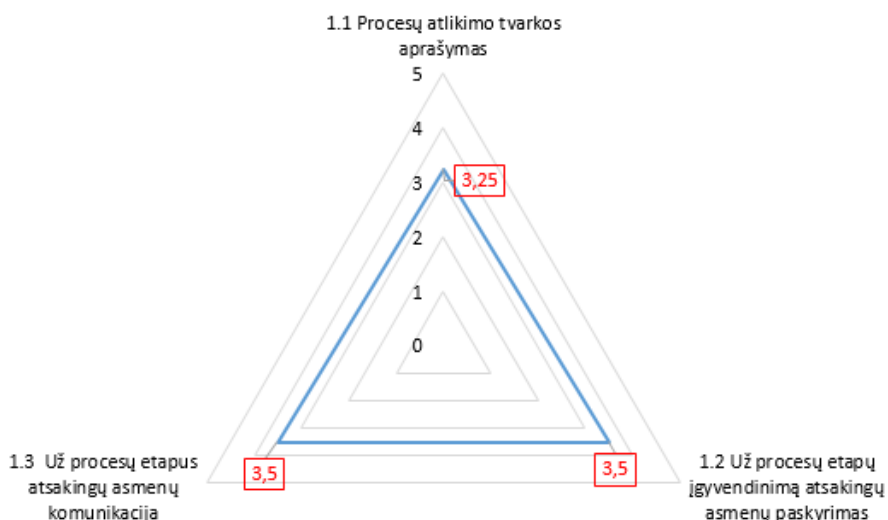 1.1 Procesų atlikimo tvarkos
aprašymas
5
4
3
3,25
2
1
0
1.3 Už procesų etapus
atsakingų asmenų
komunikacija
3,5
3,5
1.2 Už procesų etapų
įgyvendinimą atsakingų
asmenų paskyrimas